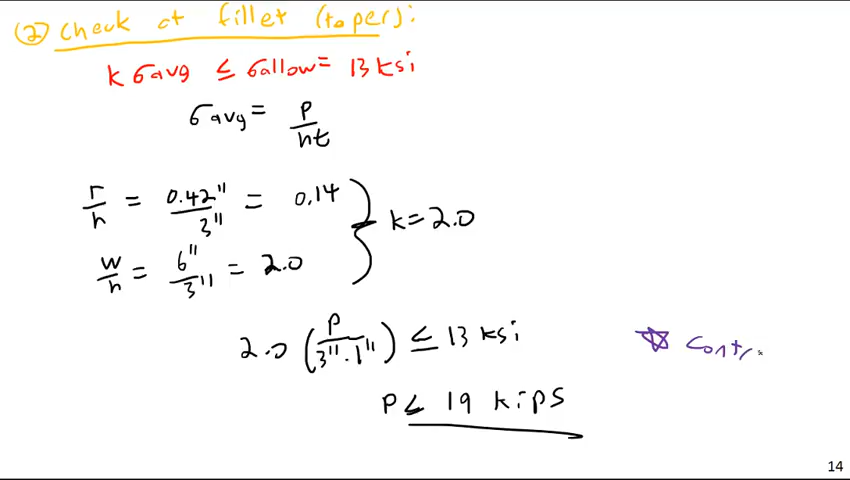 ② Check at fillet (taper):
k σavg ≤ σallow = 13 ksi
σavg = P/ht
r/h = 0.42"/3" = 0.14
k = 2.0
w/h = 6"/3" = 2.0
2.0 (P/3"·1") ≤ 13 ksi
☆ Contr
P ≤ 19 kips
14